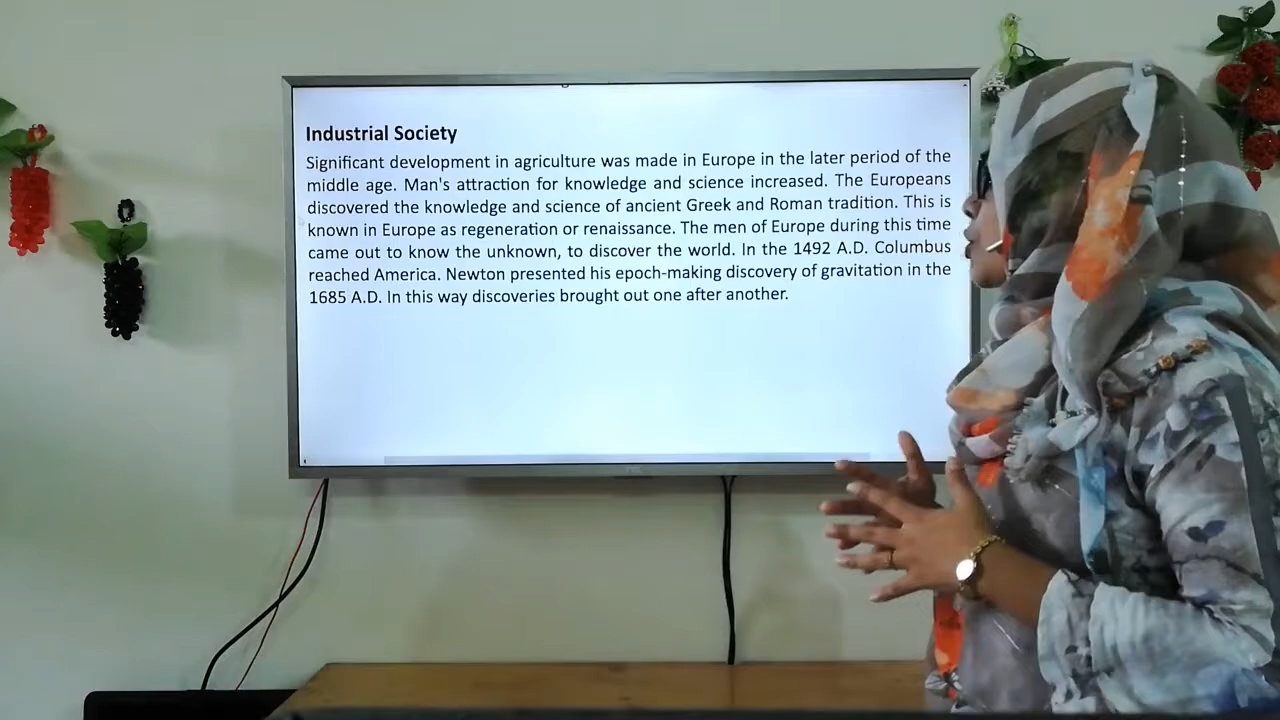 Industrial Society
Significant development in agriculture was made in Europe in the later period of the
middle age. Man's attraction for knowledge and science increased. The Europeans
discovered the knowledge and science of ancient Greek and Roman tradition. This is
known in Europe as regeneration or renaissance. The men of Europe during this time
came out to know the unknown, to discover the world. In the 1492 A.D. Columbus
reached America. Newton presented his epoch-making discovery of gravitation in the
1685 A.D. In this way discoveries brought out one after another.